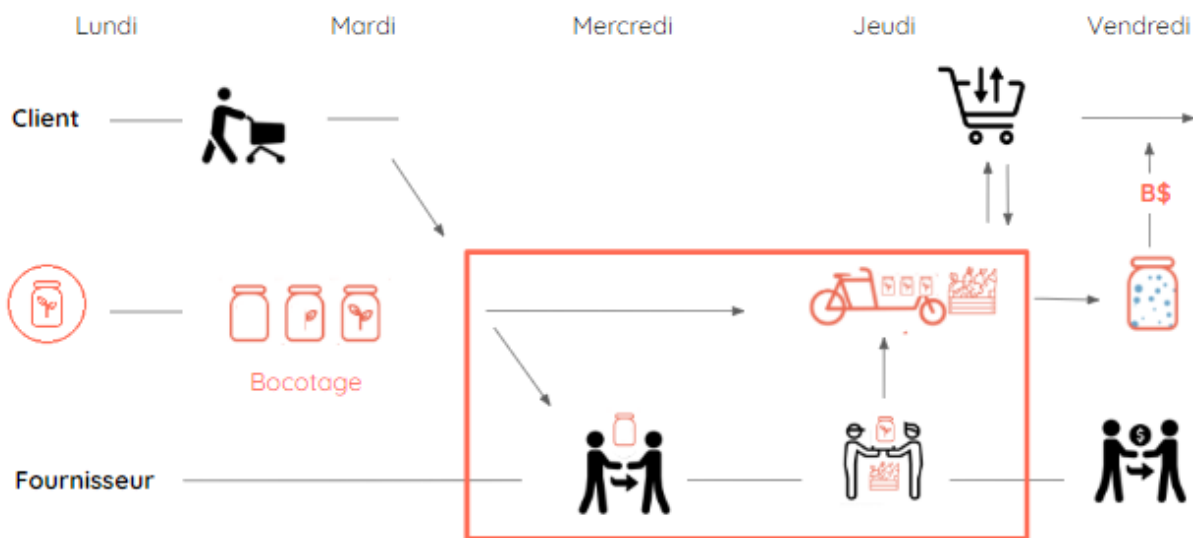 Lundi Mardi Mercredi Jeudi Vendredi
Client
B$
Bocotage
$
Fournisseur